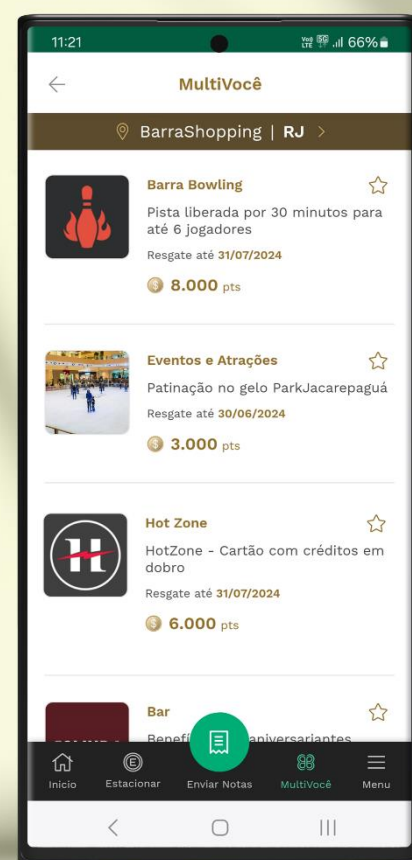 11:21
66%
MultiVocê
BarraShopping | RJ >
Barra Bowling
Pista liberada por 30 minutos para
até 6 jogadores
Resgate até 31/07/2024
8.000 pts
Eventos e Atrações
Patinação no gelo ParkJacarepaguá
Resgate até 30/06/2024
3.000 pts
H
Hot Zone
HotZone - Cartão com créditos em
dobro
Resgate até 31/07/2024
6.000 pts
Bar
aniversariantes
Inicio
Estacionar
Enviar Notas
MultiVocê
Menu